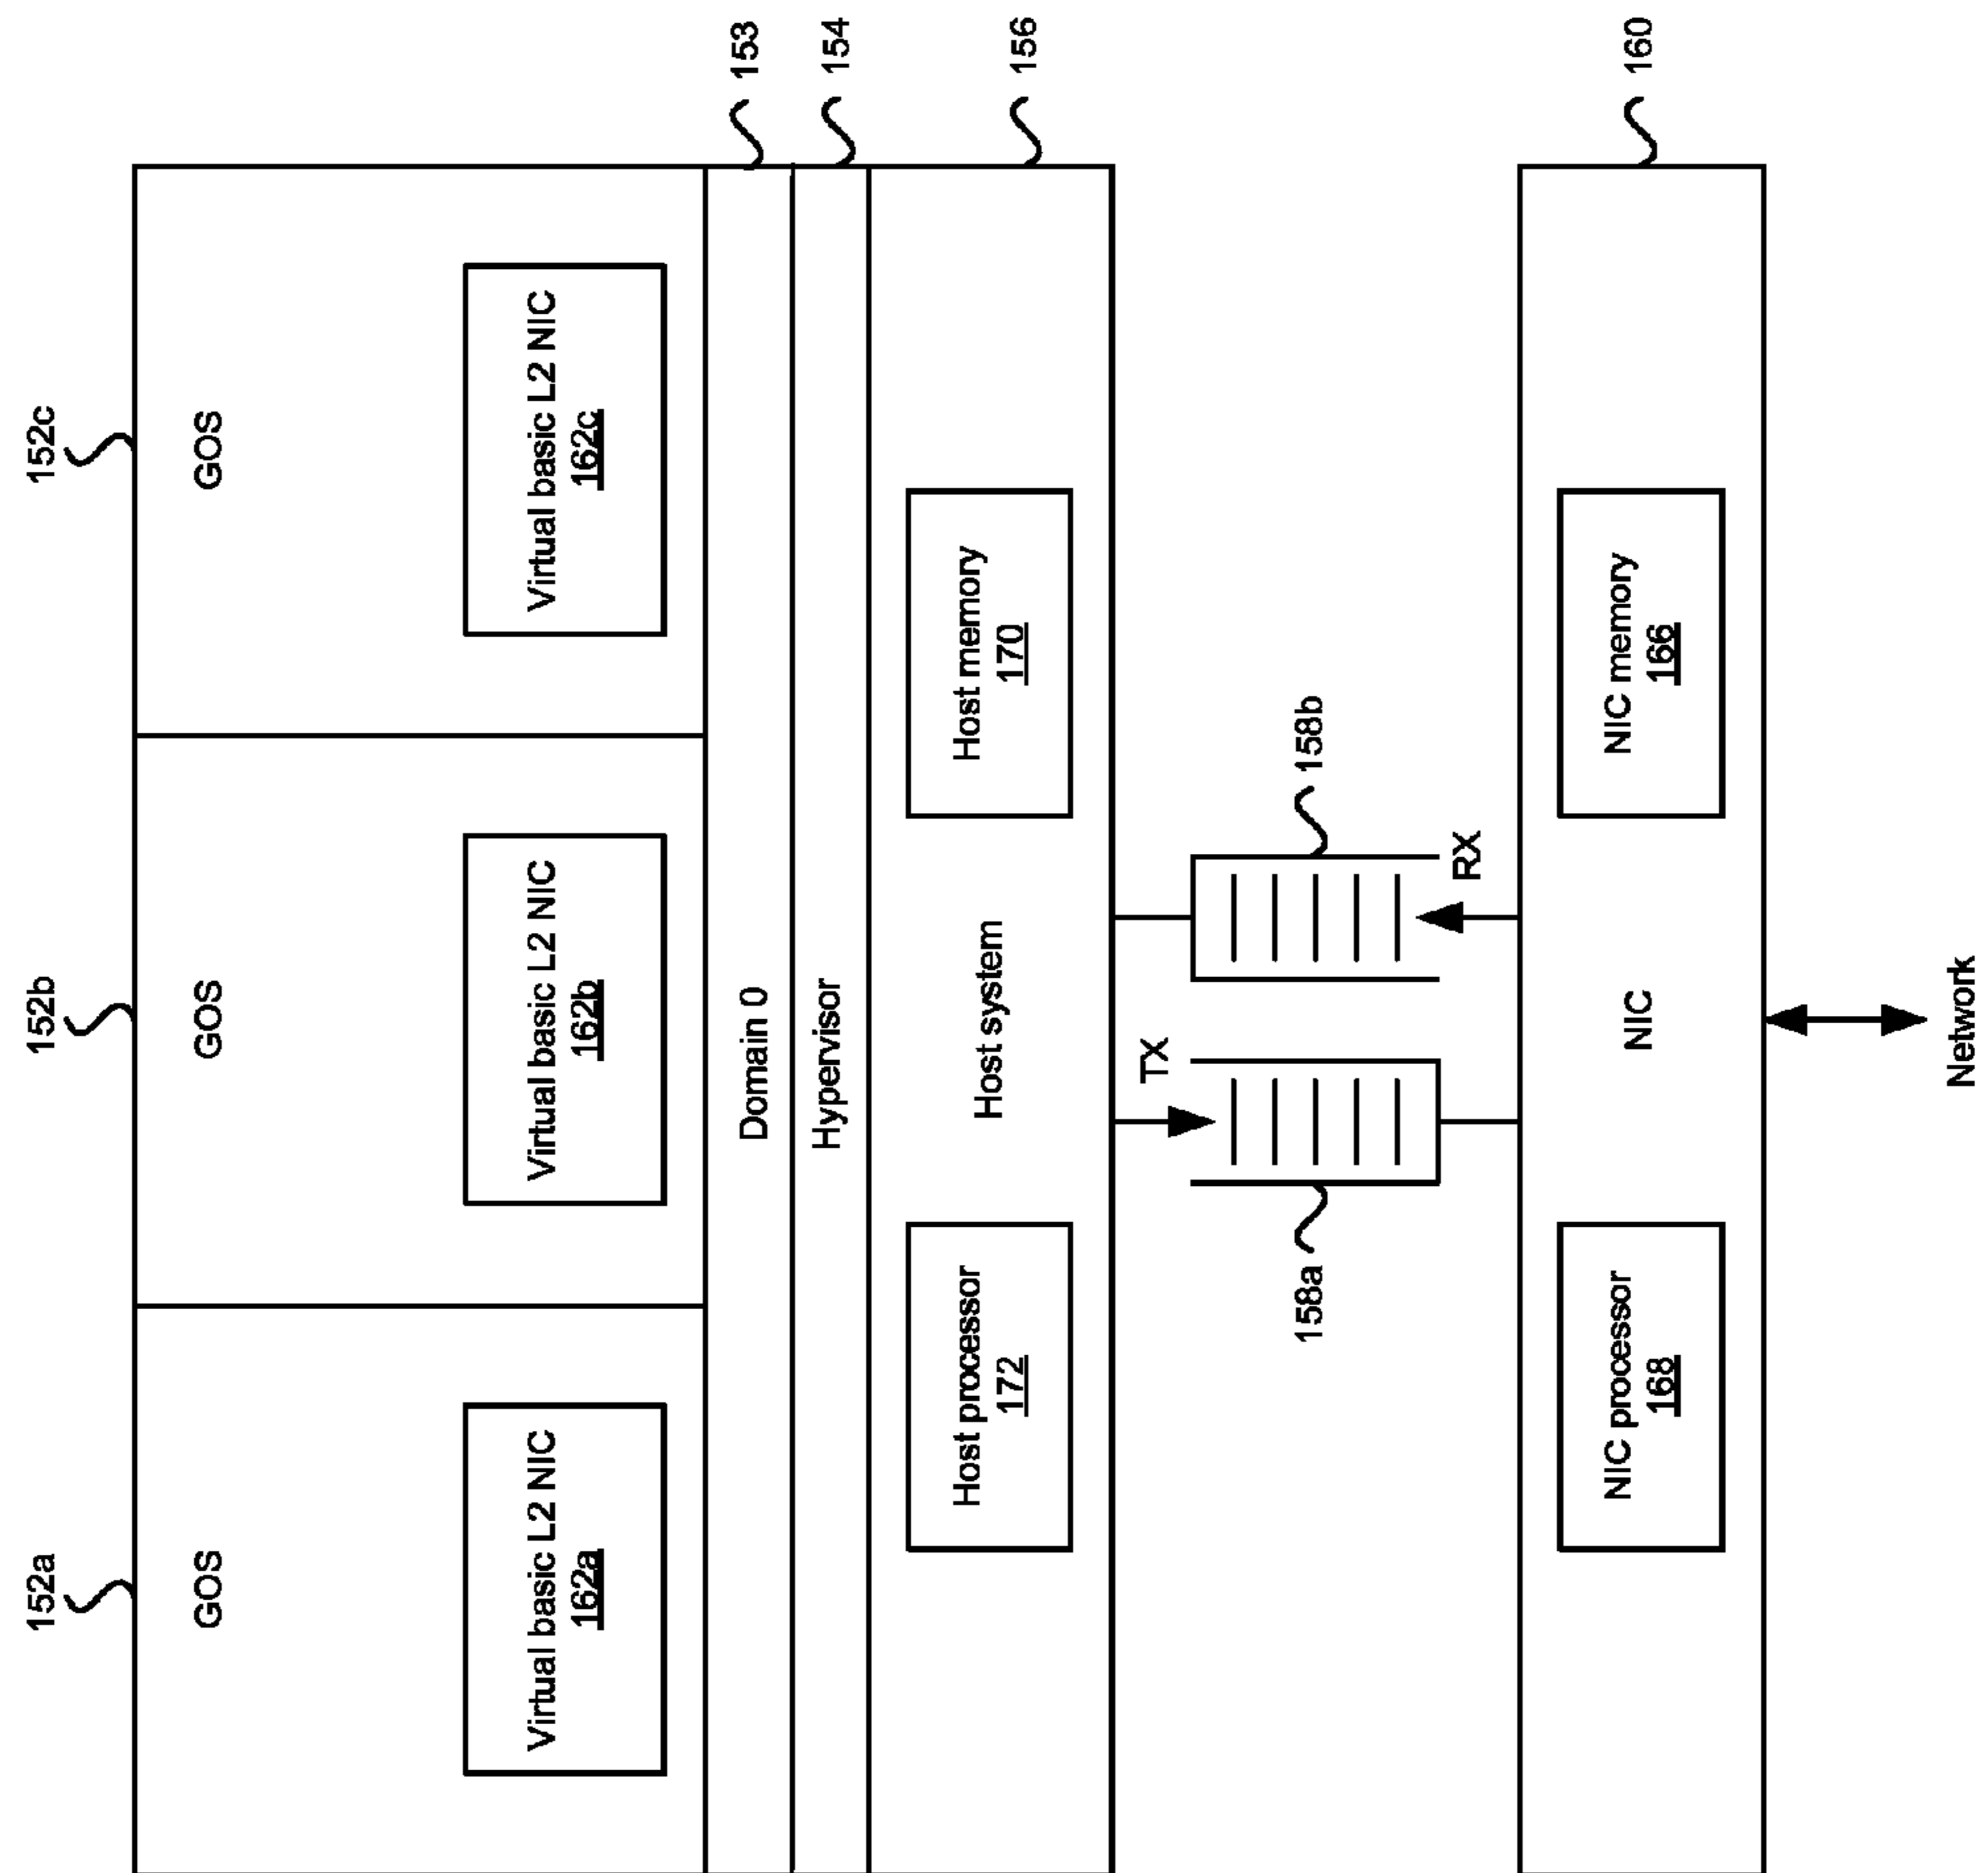 152a
152b
152c
GOS
GOS
GOS
Virtual basic L2 NIC
162a
Virtual basic L2 NIC
162b
Virtual basic L2 NIC
162c
Domain 0
153
Hypervisor
154
Host processor
172
Host system
Host memory
170
156
TX
158a
158b
RX
NIC processor
168
NIC
NIC memory
166
160
Network